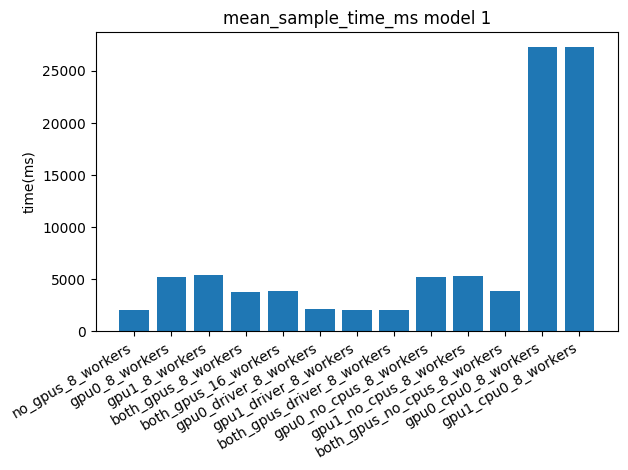 mean_sample_time_ms model 1
time(ms)
25000
20000
15000
10000
5000
0
no_gpus_8_workers
gpu0_8_workers
gpu1_8_workers
both_gpus_8_workers
both_gpus_16_workers
gpu0_driver_8_workers
gpu1_driver_8_workers
both_gpus_driver_8_workers
gpu0_no_cpus_8_workers
gpu1_no_cpus_8_workers
both_gpus_no_cpus_8_workers
gpu0_cpu0_8_workers
gpu1_cpu0_8_workers